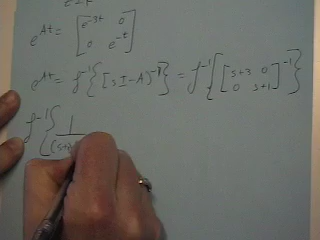 e^{At} = [e^{-3t} 0; 0 e^{-t}]
e^{At} = ℒ^{-1}{[sI-A]^{-1}} = ℒ^{-1}{[s+3 0; 0 s+1]^{-1}}
ℒ^{-1}{1/(s+3)